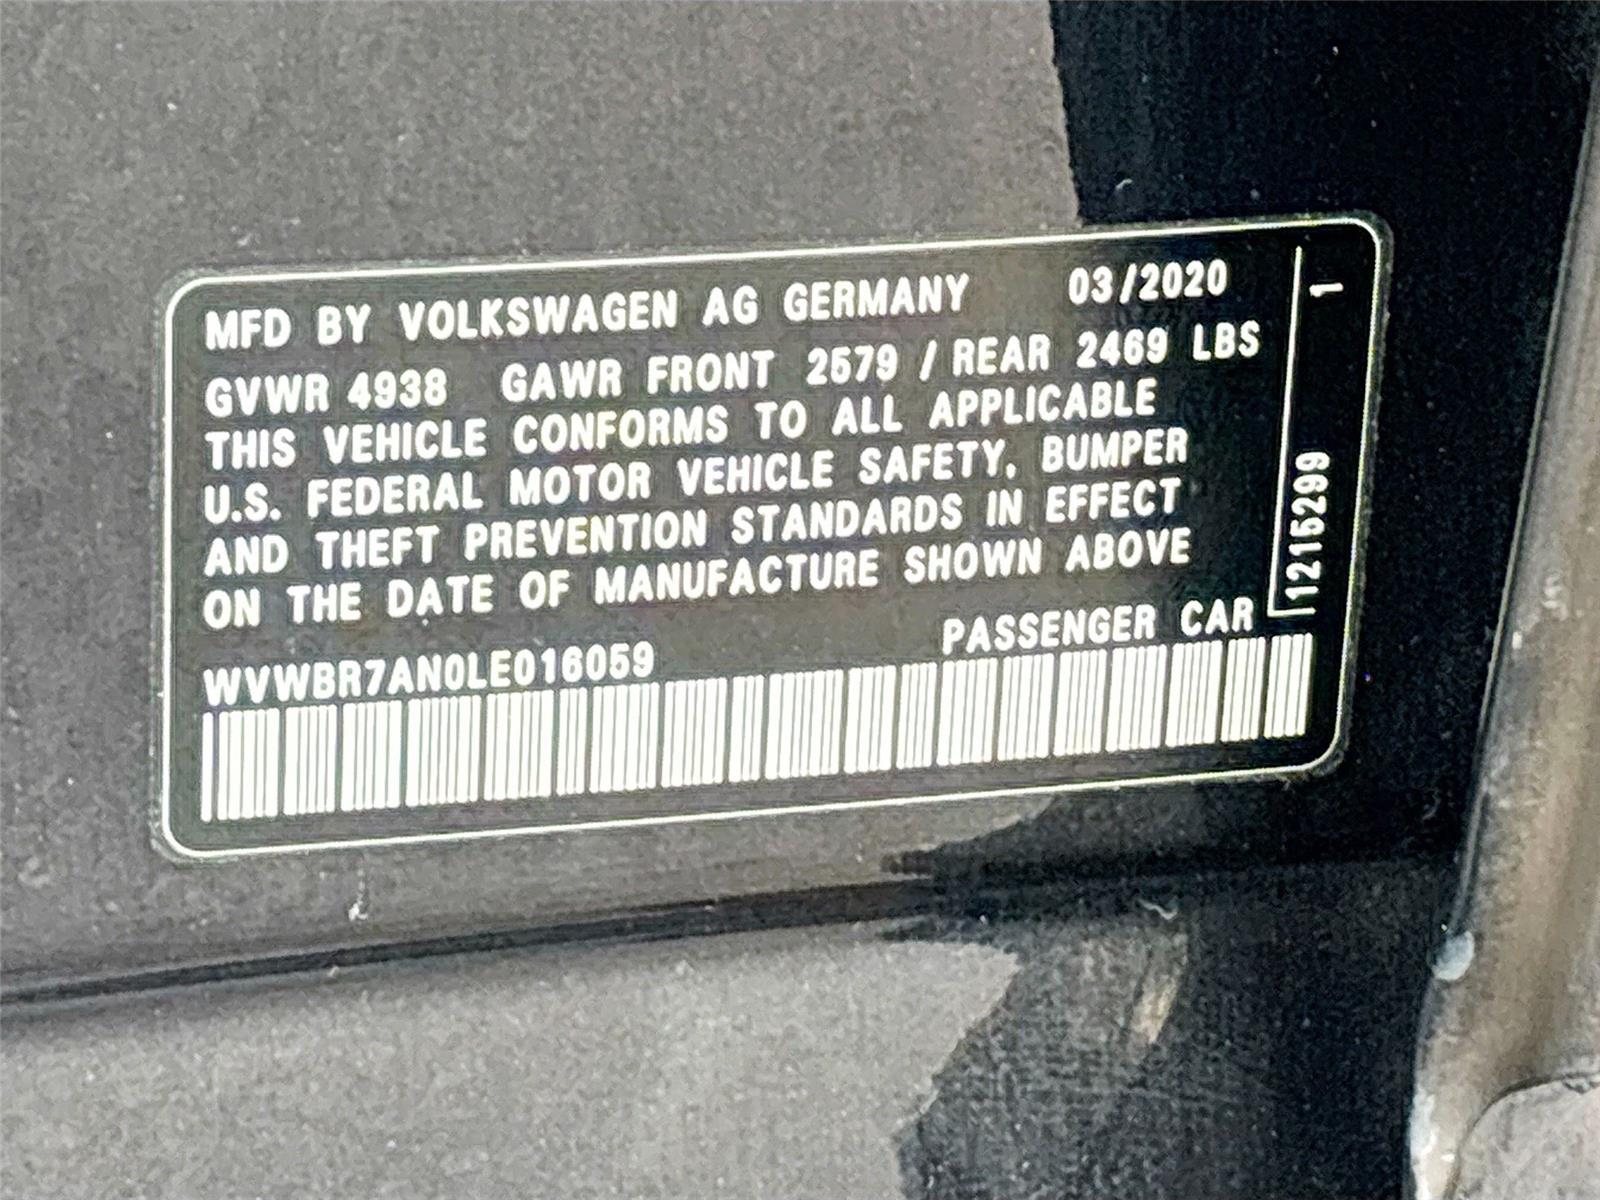 MFD BY VOLKSWAGEN AG GERMANY 03/2020
GVWR 4938 GAWR FRONT 2579 / REAR 2469 LBS
THIS VEHICLE CONFORMS TO ALL APPLICABLE
U.S. FEDERAL MOTOR VEHICLE SAFETY, BUMPER
AND THEFT PREVENTION STANDARDS IN EFFECT
ON THE DATE OF MANUFACTURE SHOWN ABOVE
WVWBR7AN0LE016059 PASSENGER CAR
1216299 1